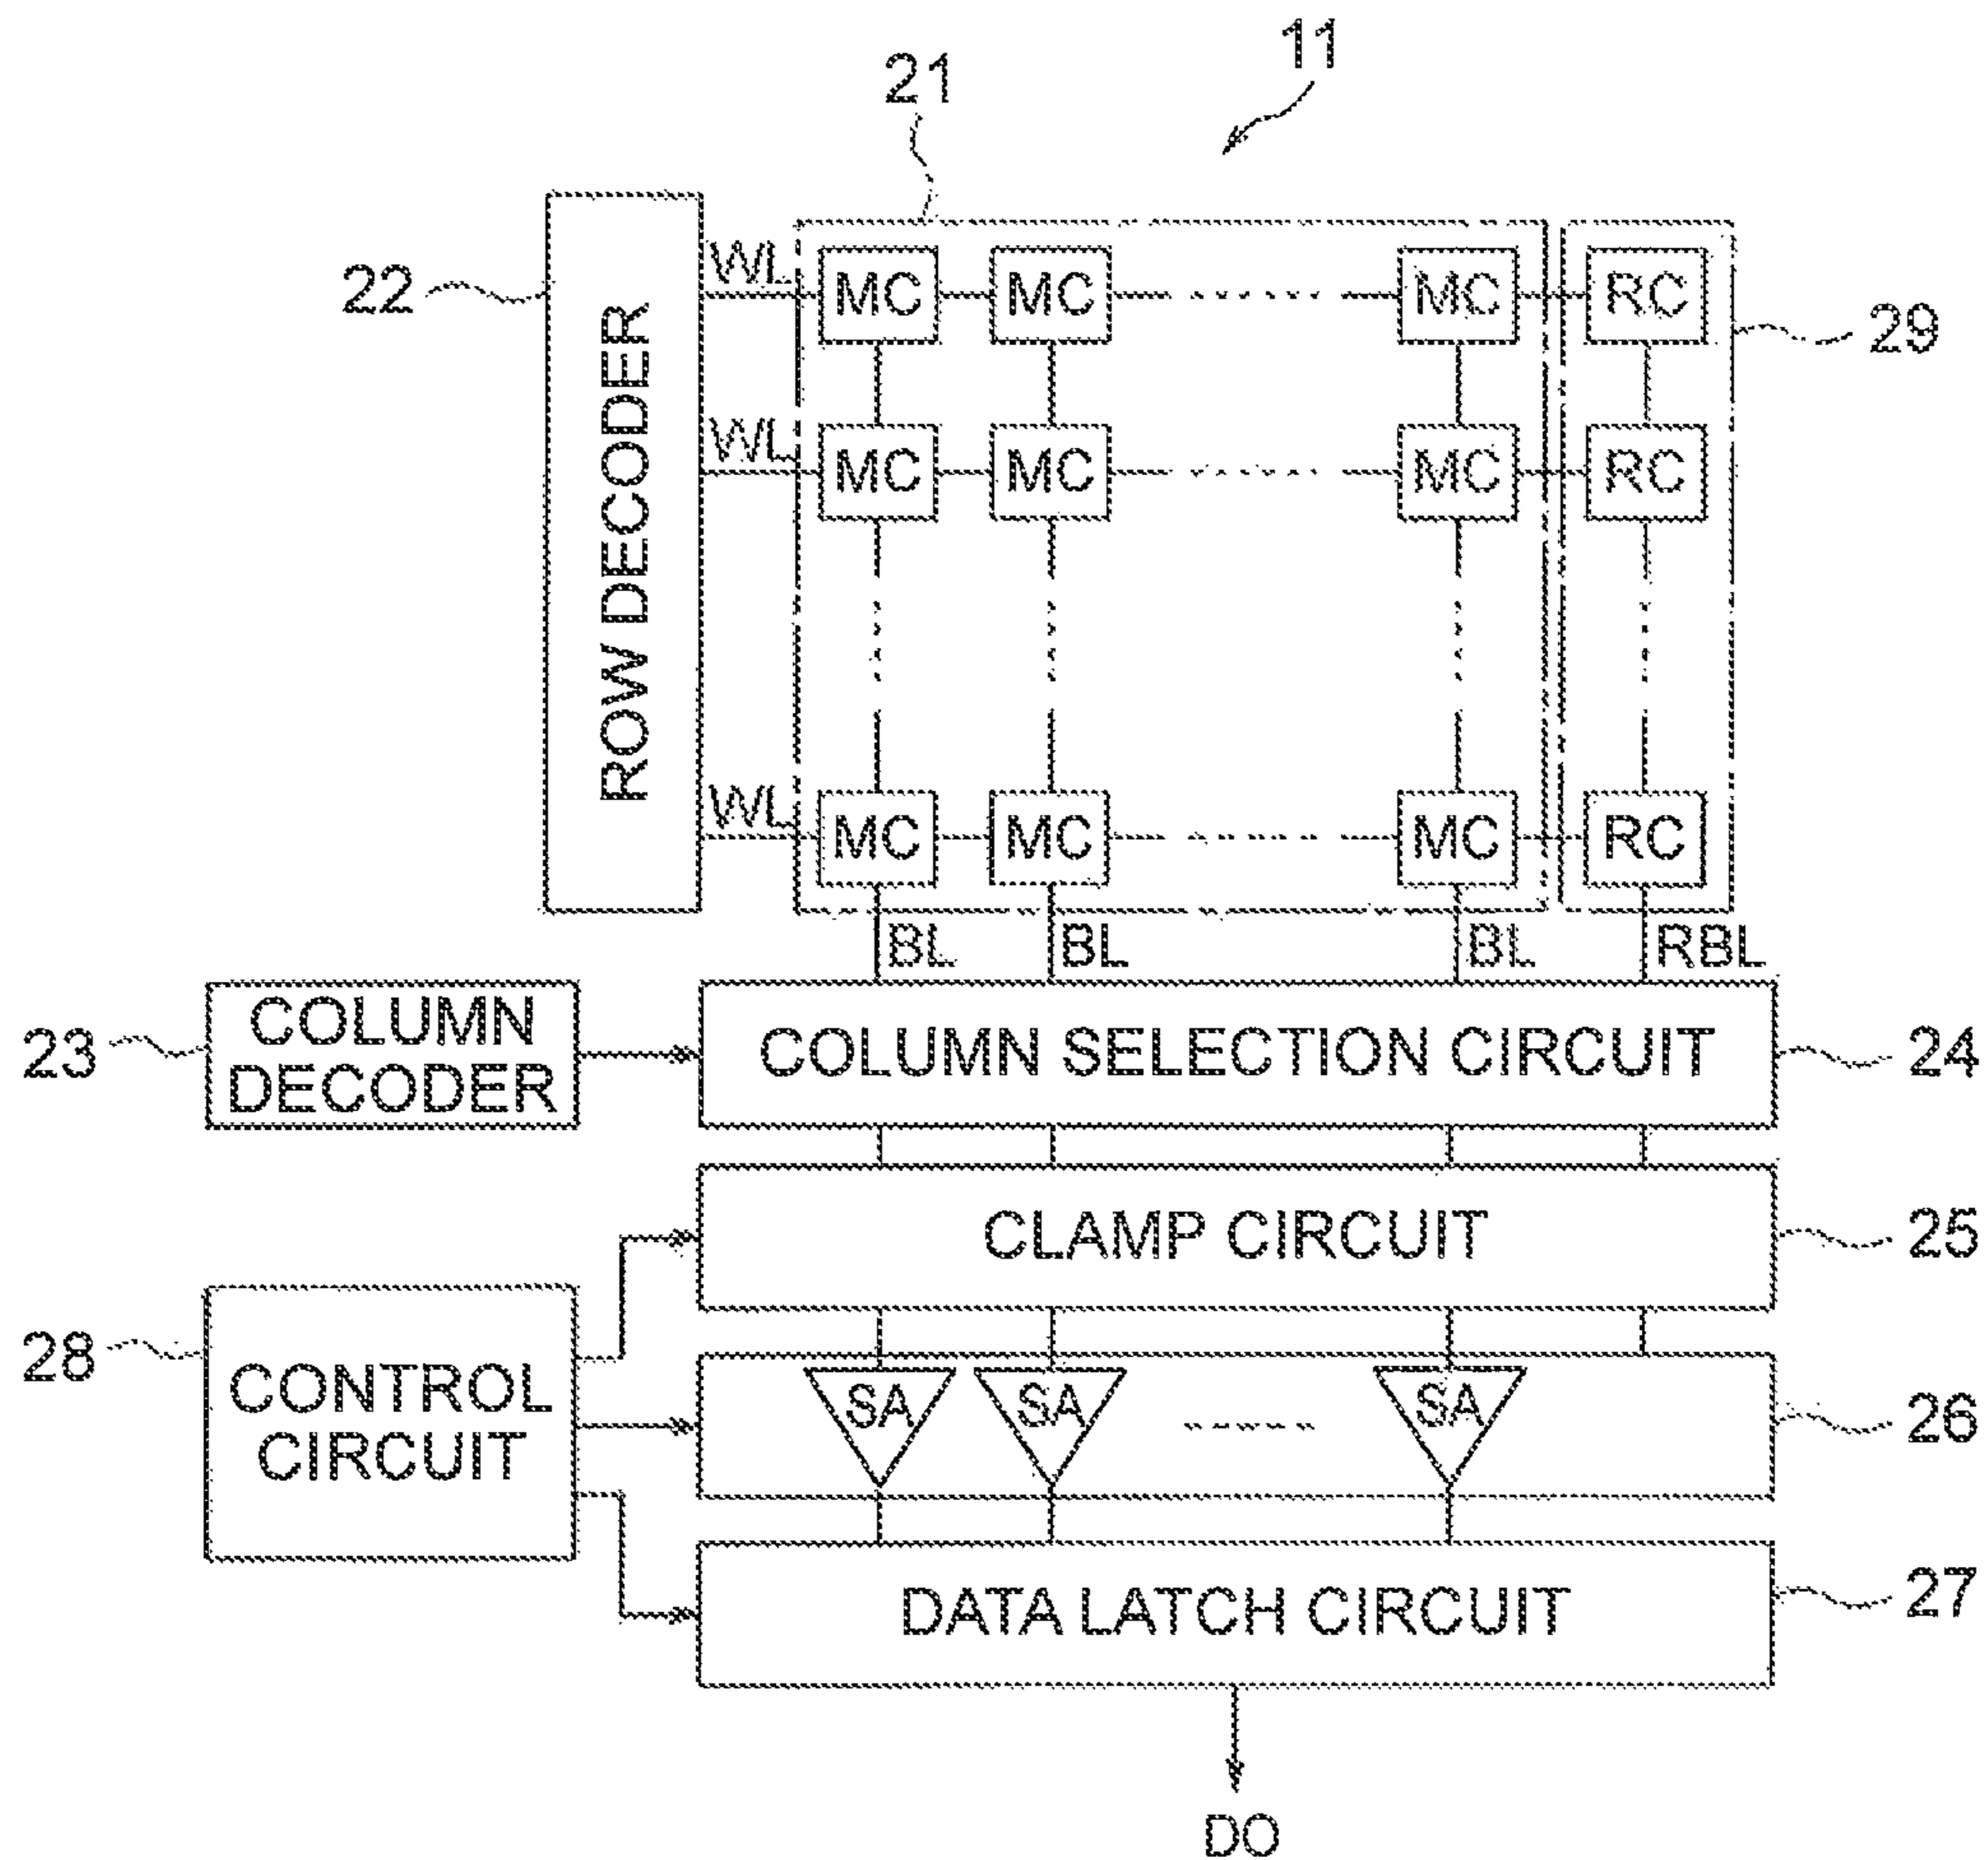 11
21
22
ROW DECODER
WL MC MC MC RC
29
WL MC MC MC RC
WL MC MC MC RC
BL BL BL RBL
23
COLUMN
DECODER
COLUMN SELECTION CIRCUIT
24
CLAMP CIRCUIT
25
28
CONTROL
CIRCUIT
SA SA SA
26
DATA LATCH CIRCUIT
27
DO